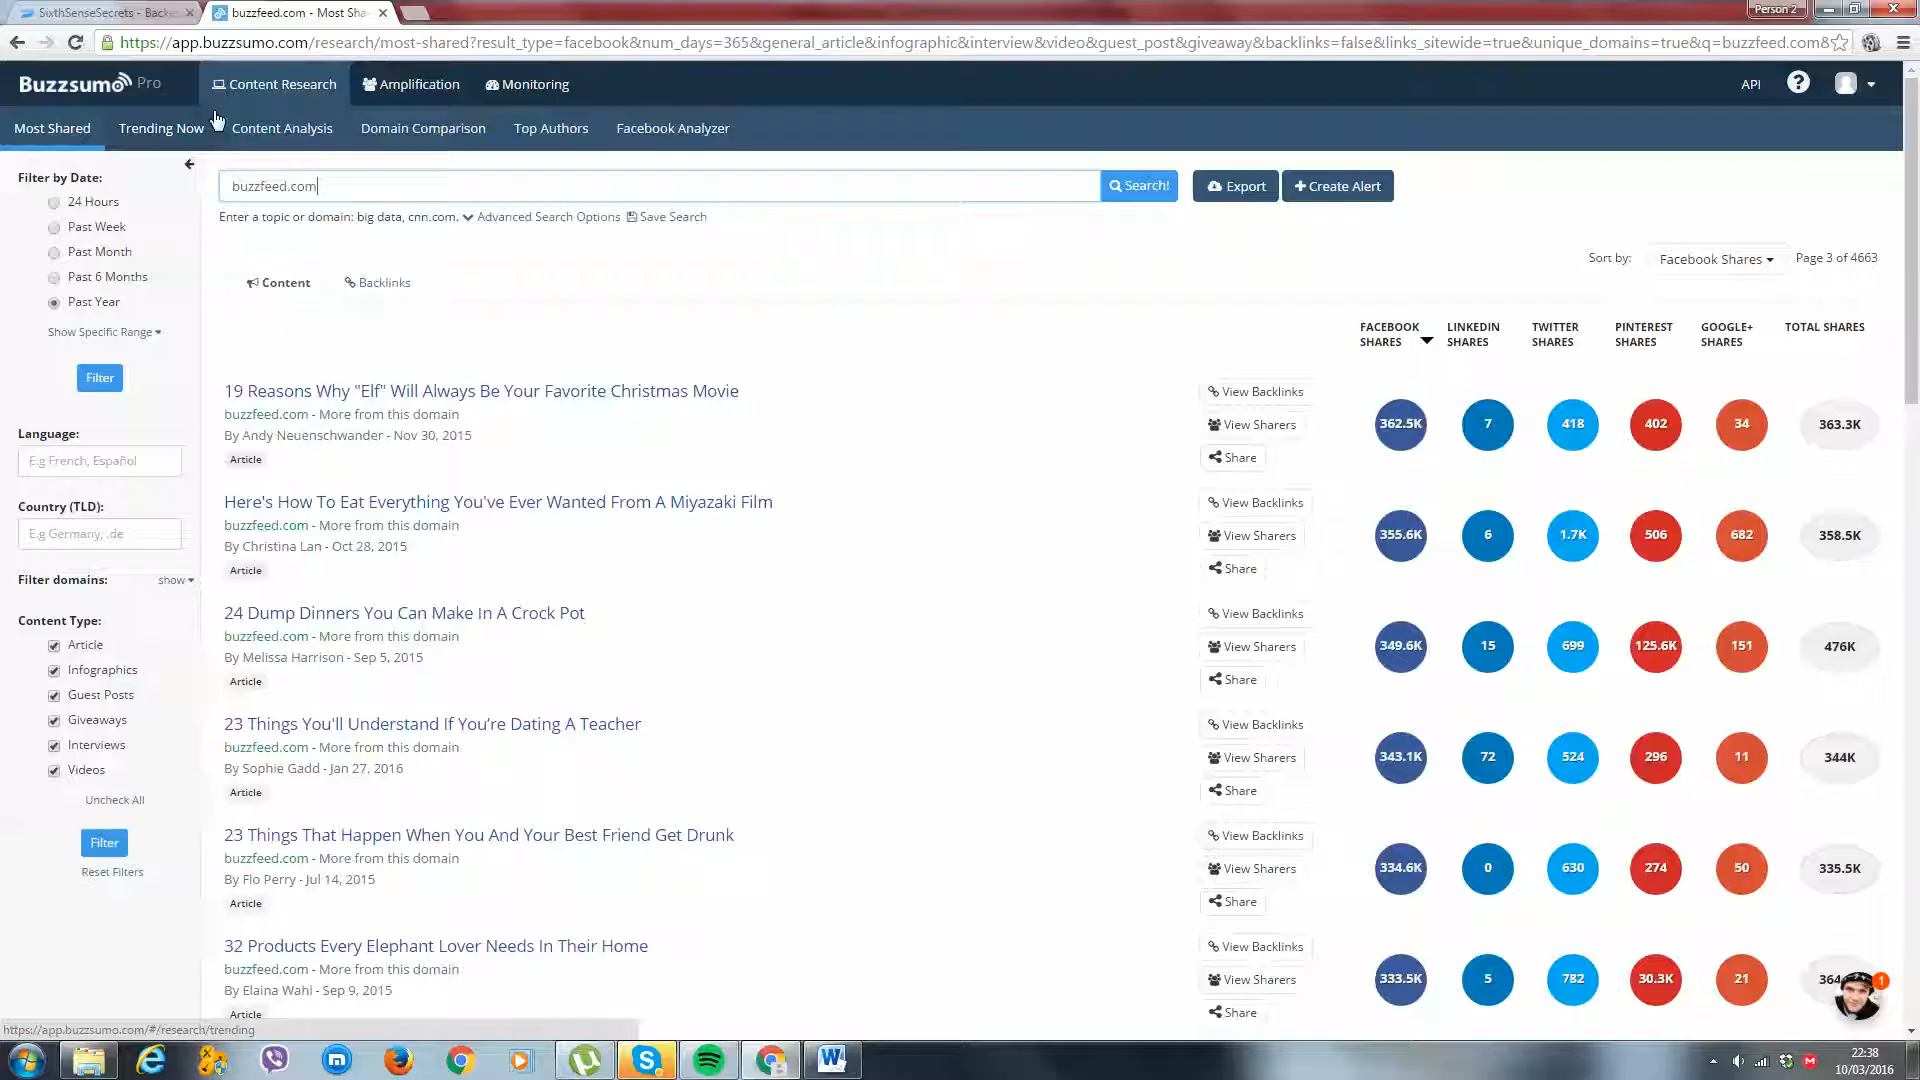 SixthSenseSecrets - Backe
buzzfeed.com - Most Sha
Person 2
https://app.buzzsumo.com/research/most-shared?result_type=facebook&num_days=365&general_article&infographic&interview&video&guest_post&giveaway&backlinks=false&links_sitewide=true&unique_domains=true&q=buzzfeed.com&
Buzzsumo Pro
Content Research
Amplification
Monitoring
API
?
Most Shared
Trending Now
Content Analysis
Domain Comparison
Top Authors
Facebook Analyzer
Filter by Date:
24 Hours
Past Week
Past Month
Past 6 Months
Past Year
Show Specific Range
Filter
Language:
E.g French, Español
Country (TLD):
E.g Germany, .de
Filter domains: show
Content Type:
Article
Infographics
Guest Posts
Giveaways
Interviews
Videos
Uncheck All
Filter
Reset Filters
buzzfeed.com
Search!
Export
+ Create Alert
Enter a topic or domain: big data, cnn.com. Advanced Search Options Save Search
Sort by: Facebook Shares Page 3 of 4663
Content
Backlinks
FACEBOOK SHARES
LINKEDIN SHARES
TWITTER SHARES
PINTEREST SHARES
GOOGLE+ SHARES
TOTAL SHARES
19 Reasons Why "Elf" Will Always Be Your Favorite Christmas Movie
buzzfeed.com - More from this domain
By Andy Neuenschwander - Nov 30, 2015
Article
View Backlinks
View Sharers
Share
362.5K 7 418 402 34 363.3K
Here's How To Eat Everything You've Ever Wanted From A Miyazaki Film
buzzfeed.com - More from this domain
By Christina Lan - Oct 28, 2015
Article
View Backlinks
View Sharers
Share
355.6K 6 1.7K 506 682 358.5K
24 Dump Dinners You Can Make In A Crock Pot
buzzfeed.com - More from this domain
By Melissa Harrison - Sep 5, 2015
Article
View Backlinks
View Sharers
Share
349.6K 15 699 125.6K 151 476K
23 Things You'll Understand If You’re Dating A Teacher
buzzfeed.com - More from this domain
By Sophie Gadd - Jan 27, 2016
Article
View Backlinks
View Sharers
Share
343.1K 72 524 296 11 344K
23 Things That Happen When You And Your Best Friend Get Drunk
buzzfeed.com - More from this domain
By Flo Perry - Jul 14, 2015
Article
View Backlinks
View Sharers
Share
334.6K 0 630 274 50 335.5K
32 Products Every Elephant Lover Needs In Their Home
buzzfeed.com - More from this domain
By Elaina Wahl - Sep 9, 2015
Article
View Backlinks
View Sharers
Share
333.5K 5 782 30.3K 21 364
1
https://app.buzzsumo.com/#/research/trending
22:38
10/03/2016